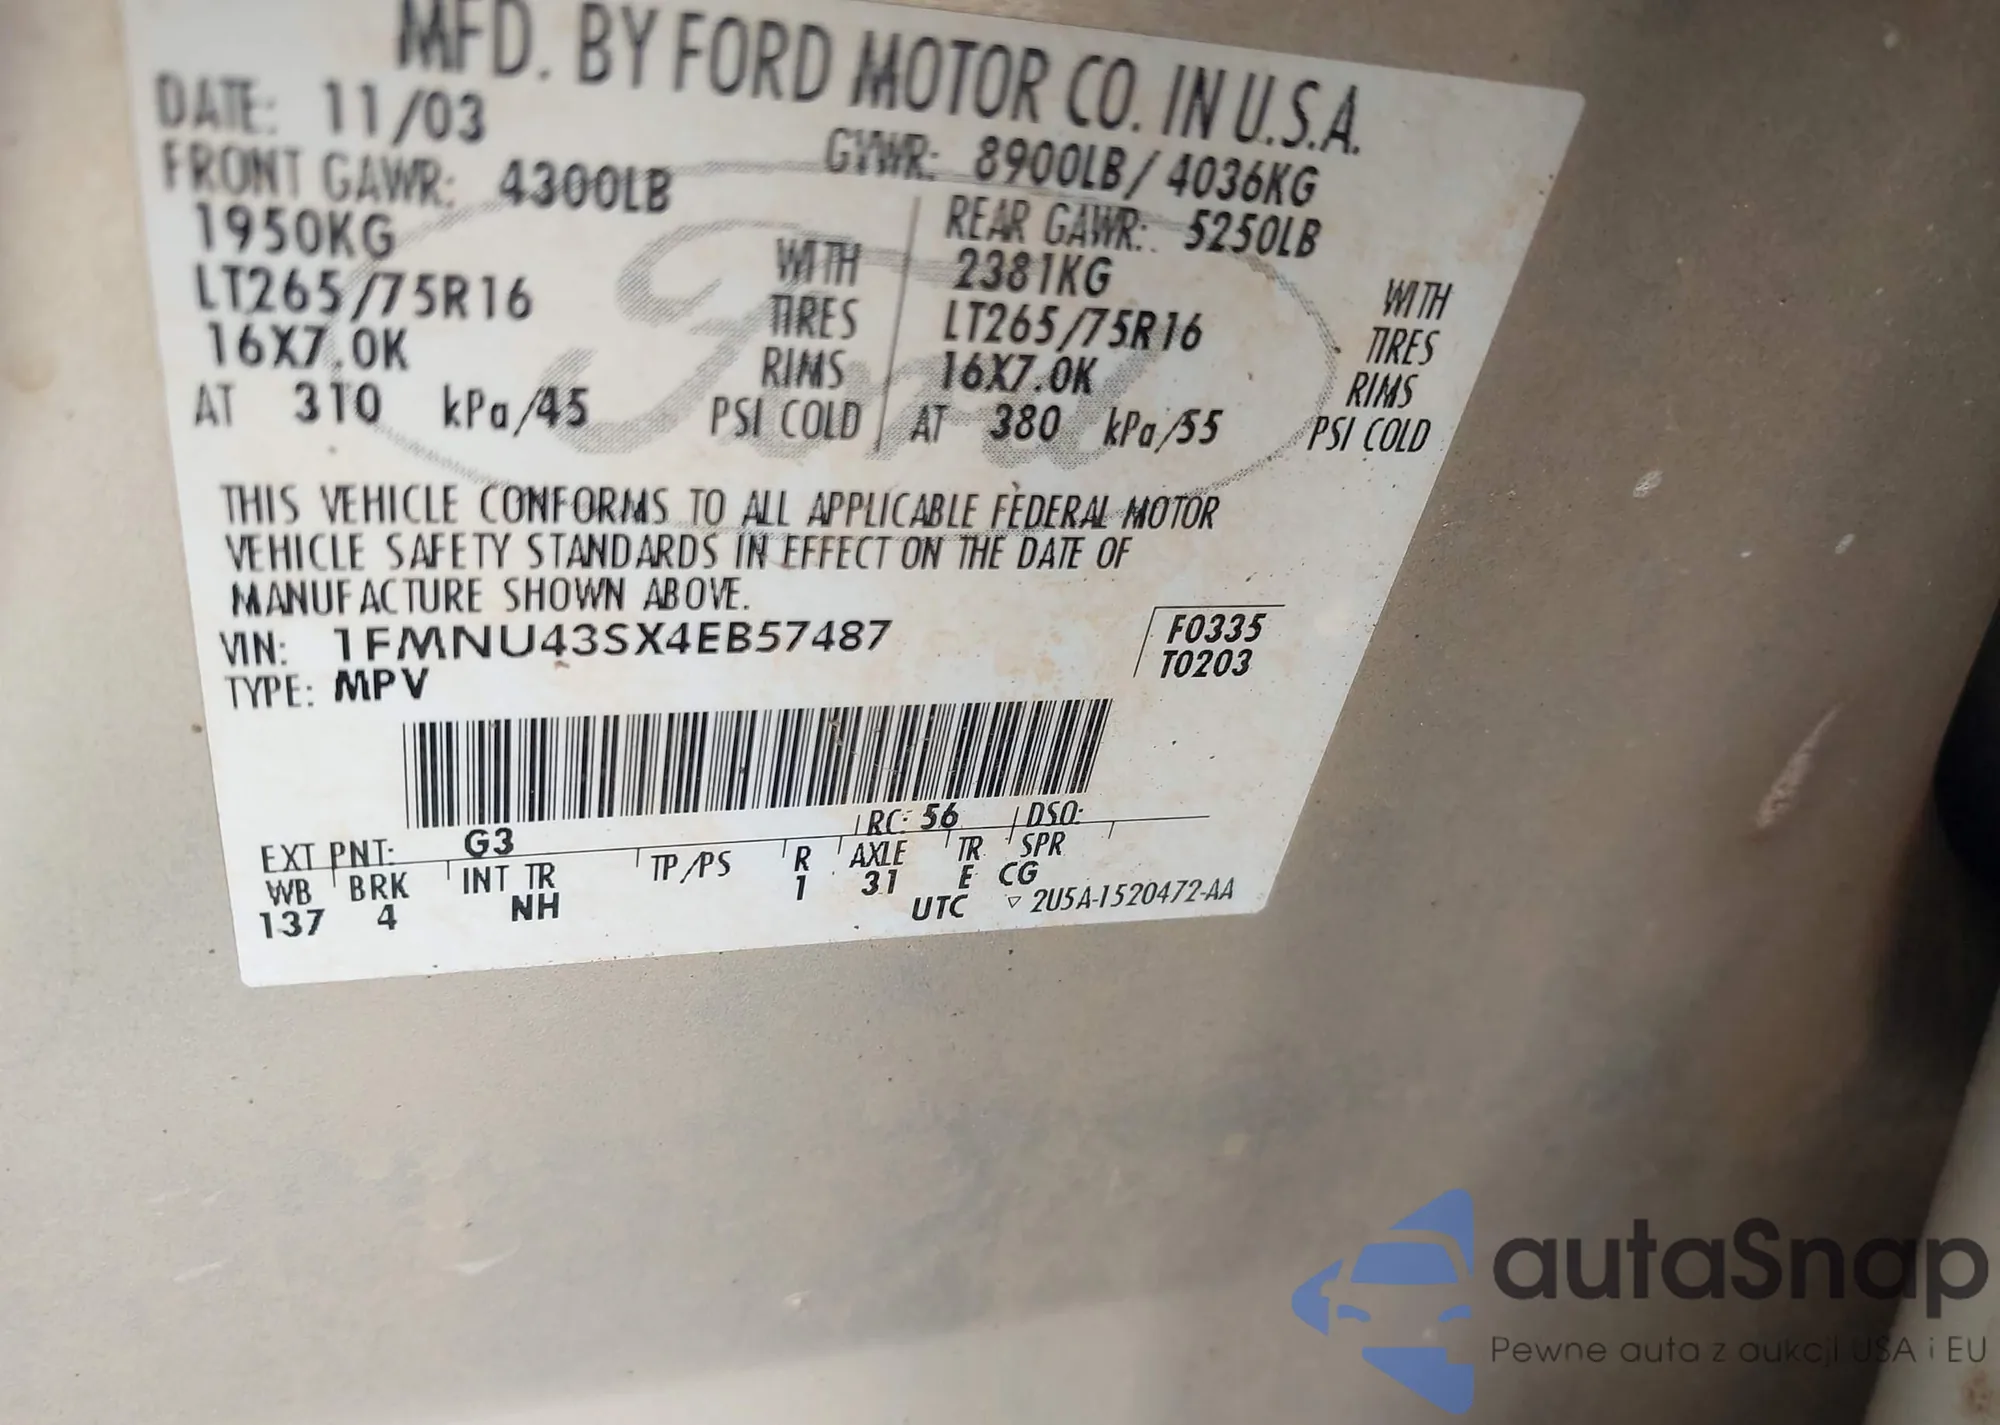 MFD. BY FORD MOTOR CO. IN U.S.A.
DATE: 11/03
GVWR: 8900LB/4036KG
FRONT GAWR: 4300LB
1950KG
WITH
LT265/75R16
TIRES
16X7.0K
RIMS
AT 310 kPa/45
PSI COLD
REAR GAWR: 5250LB
2381KG
WITH
LT265/75R16
TIRES
16X7.0K
RIMS
AT 380 kPa/55
PSI COLD
Ford
THIS VEHICLE CONFORMS TO ALL APPLICABLE FEDERAL MOTOR
VEHICLE SAFETY STANDARDS IN EFFECT ON THE DATE OF
MANUFACTURE SHOWN ABOVE.
VIN: 1FMNU43SX4EB57487
F0335
T0203
TYPE: MPV
EXT PNT: G3 RC: 56 DSO:
WB BRK INT TR TP/PS R AXLE TR SPR
137 4 NH 1 31 E CG
UTC ▽ 2U5A-1520472-AA
autaSnap
Pewne auta z aukcji USA i EU